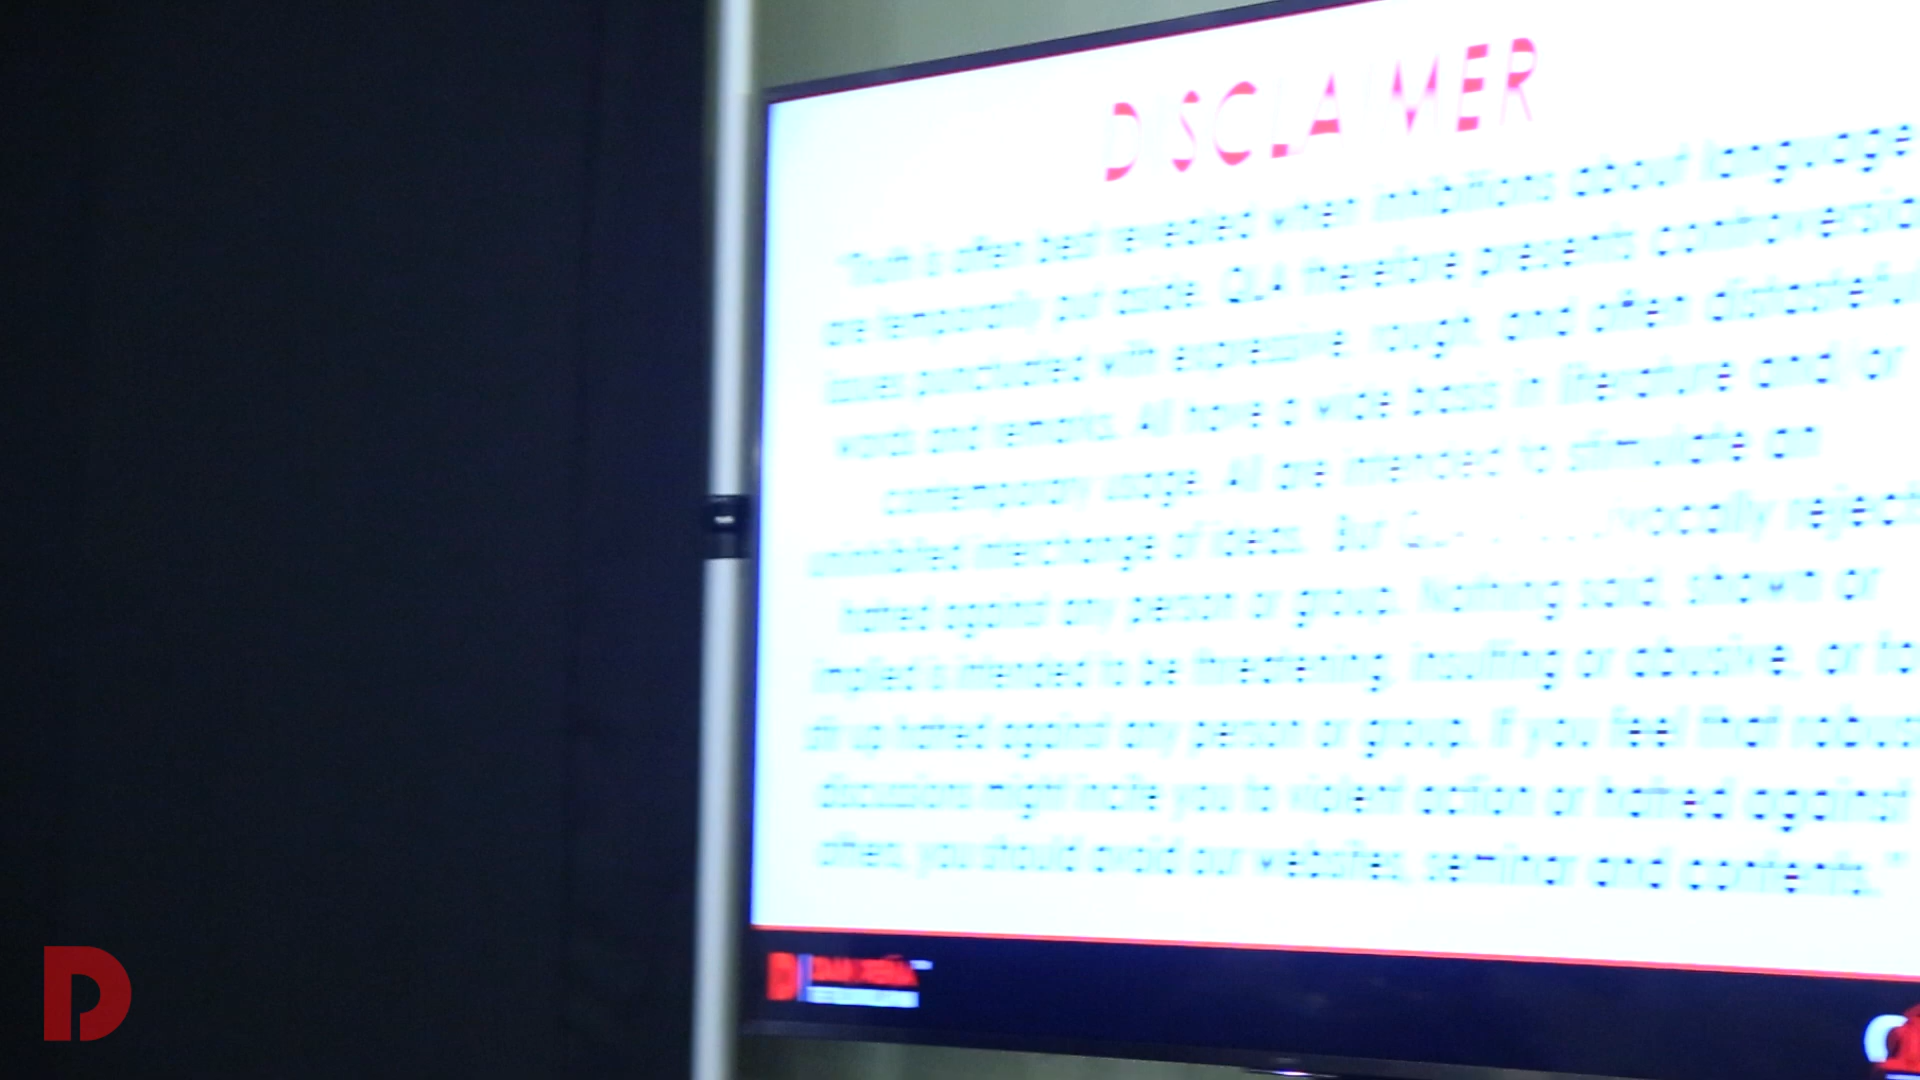 DISCLAIMER
"Truth is often best revealed when inhibitions about language
are temporarily put aside. QLA therefore presents
issues punctuated with expressive, rough, and often
words and remarks. All have a wide basis in literature and/or
contemporary usage. All are intended to stimulate an
uninhibited interchange of ideas. But
hatred against any person or group. Nothing said, shown or
implied is intended to be threatening, insulting or abusive, or to
stir up hatred against any person or group. If you feel that
discussions might incite you to violent action or hatred against
others, you should avoid our websites, seminar and contents."
D